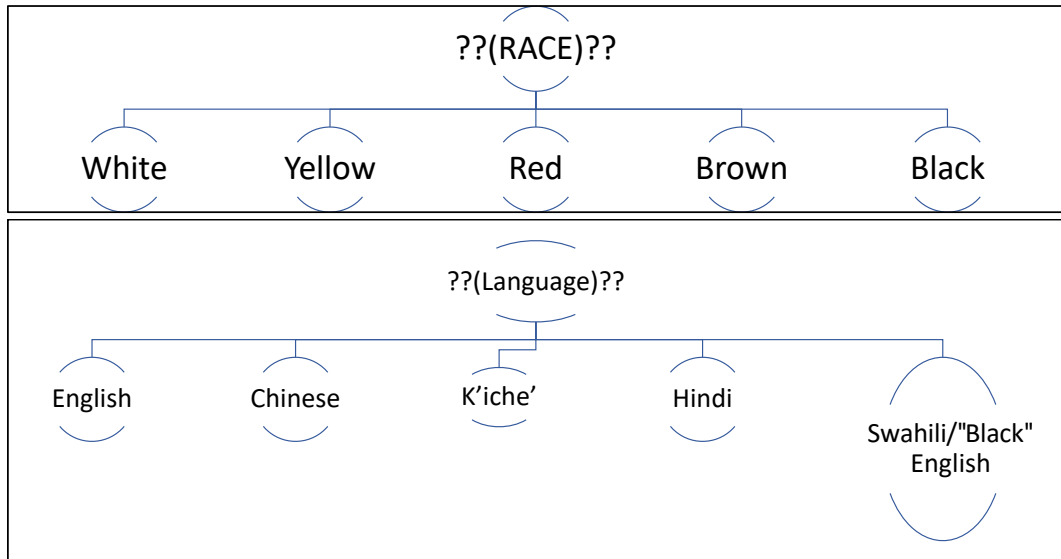 ??(RACE)??
White
Yellow
Red
Brown
Black
??(Language)??
English
Chinese
K’iche’
Hindi
Swahili/"Black"
English